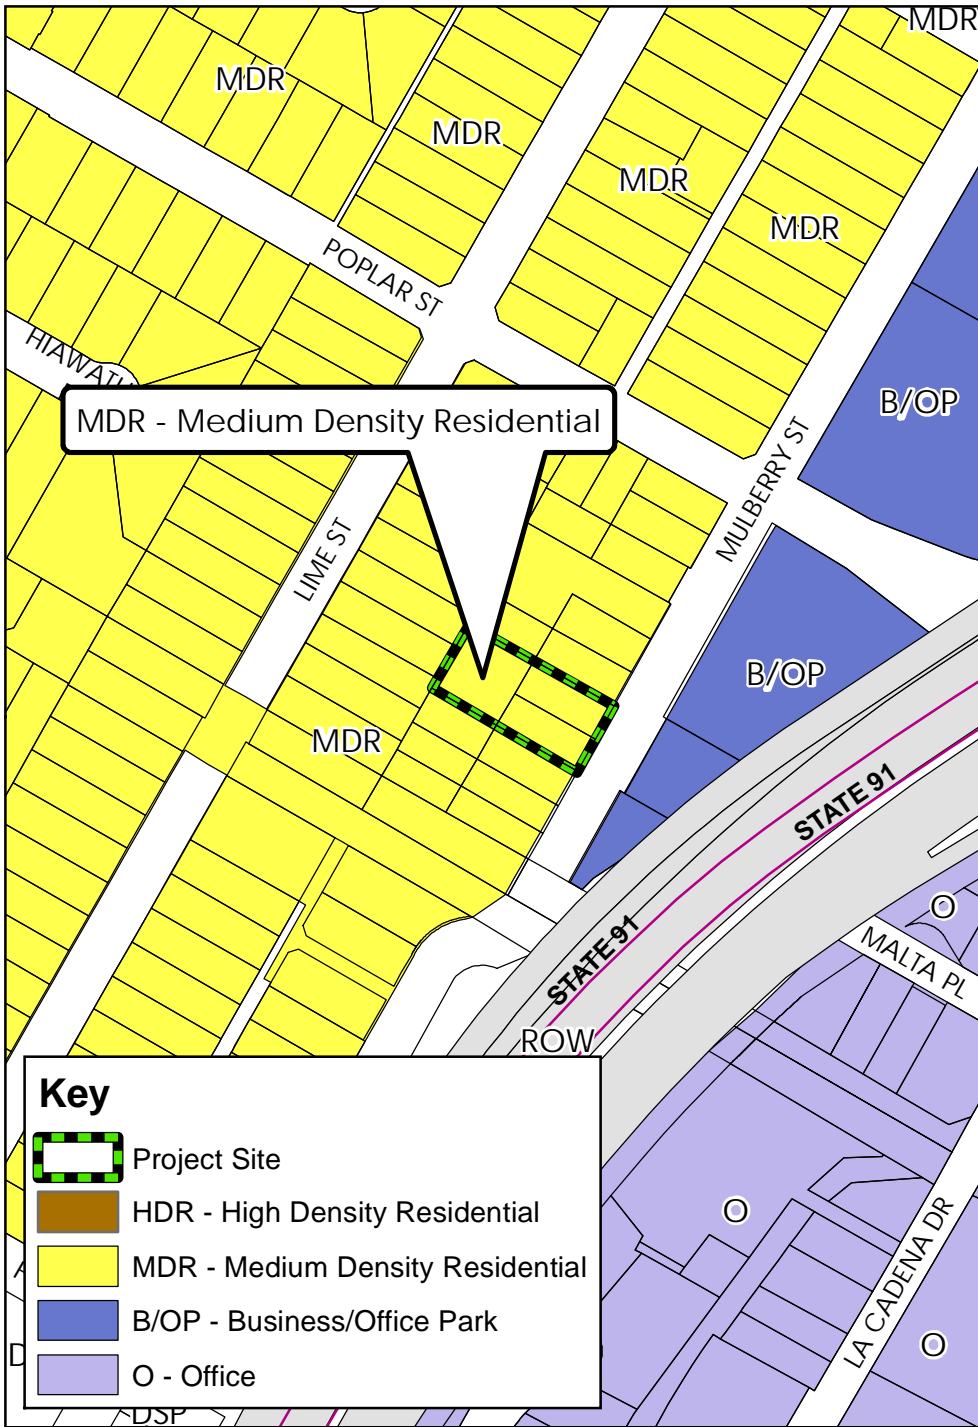 MDR
MDR
MDR
MDR
MDR
POPLAR ST
HIAWATH
MDR - Medium Density Residential
B/OP
MULBERRY ST
LIME ST
B/OP
MDR
STATE 91
STATE 91
O
MALTA PL
ROW
O
LA CADENA DR
O
Key
Project Site
HDR - High Density Residential
MDR - Medium Density Residential
B/OP - Business/Office Park
O - Office
DSP